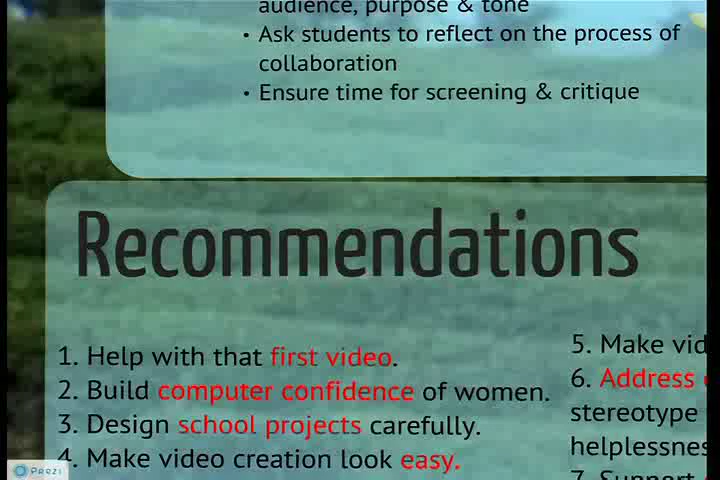 audience, purpose & tone
• Ask students to reflect on the process of
collaboration
• Ensure time for screening & critique
Recommendations
1. Help with that first video.
2. Build computer confidence of women.
3. Design school projects carefully.
4. Make video creation look easy.
5. Make vid
6. Address
stereotype
helplessnes
7. Support
Prezi